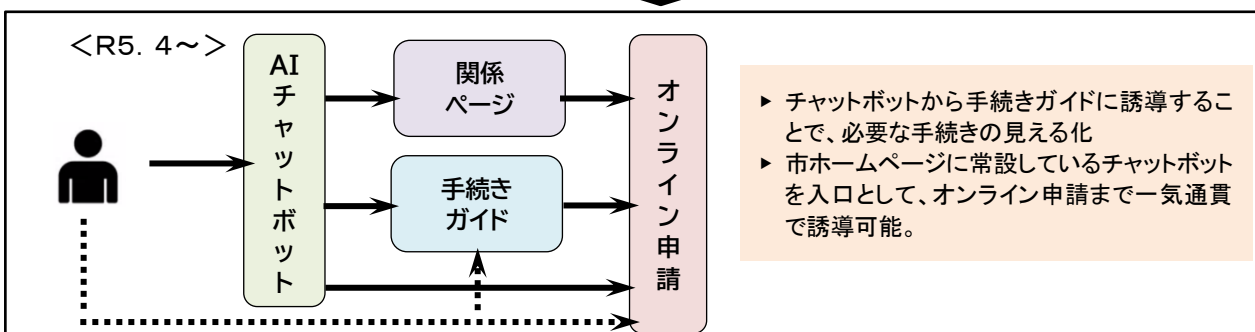 ＜R5. 4～＞
AIチャットボット
関係
ページ
手続き
ガイド
オンライン申請
▶ チャットボットから手続きガイドに誘導するこ
とで、必要な手続きの見える化
▶ 市ホームページに常設しているチャットボット
を入口として、オンライン申請まで一気通貫
で誘導可能。